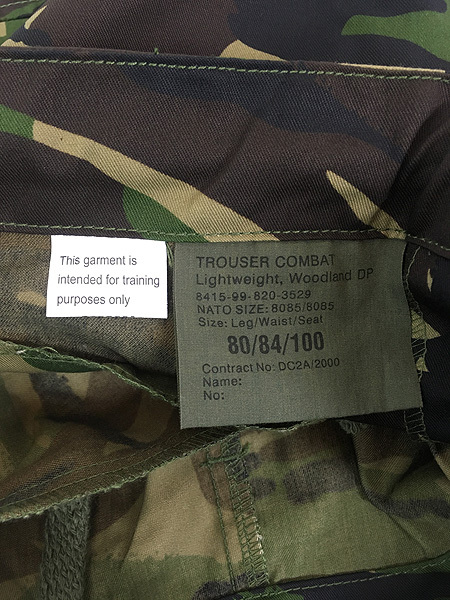 This garment is
intended for training
purposes only
TROUSER COMBAT
Lightweight, Woodland DP
8415-99-820-3529
NATO SIZE: 8085/8085
Size: Leg/Waist/Seat
80/84/100
Contract No: DC2A/2000
Name:
No: